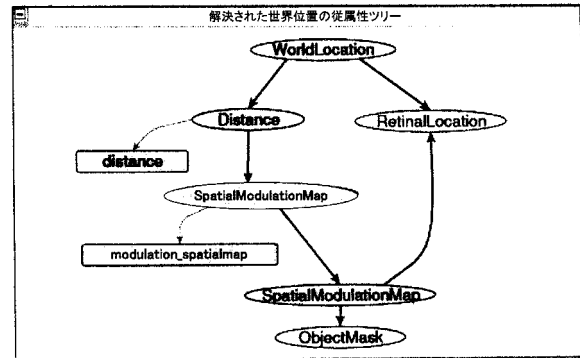 解決された世界位置の従属性ツリー
WorldLocation
Distance
RetinalLocation
distance
SpatialModulationMap
modulation_spatialmap
SpatialModulationMap
ObjectMask